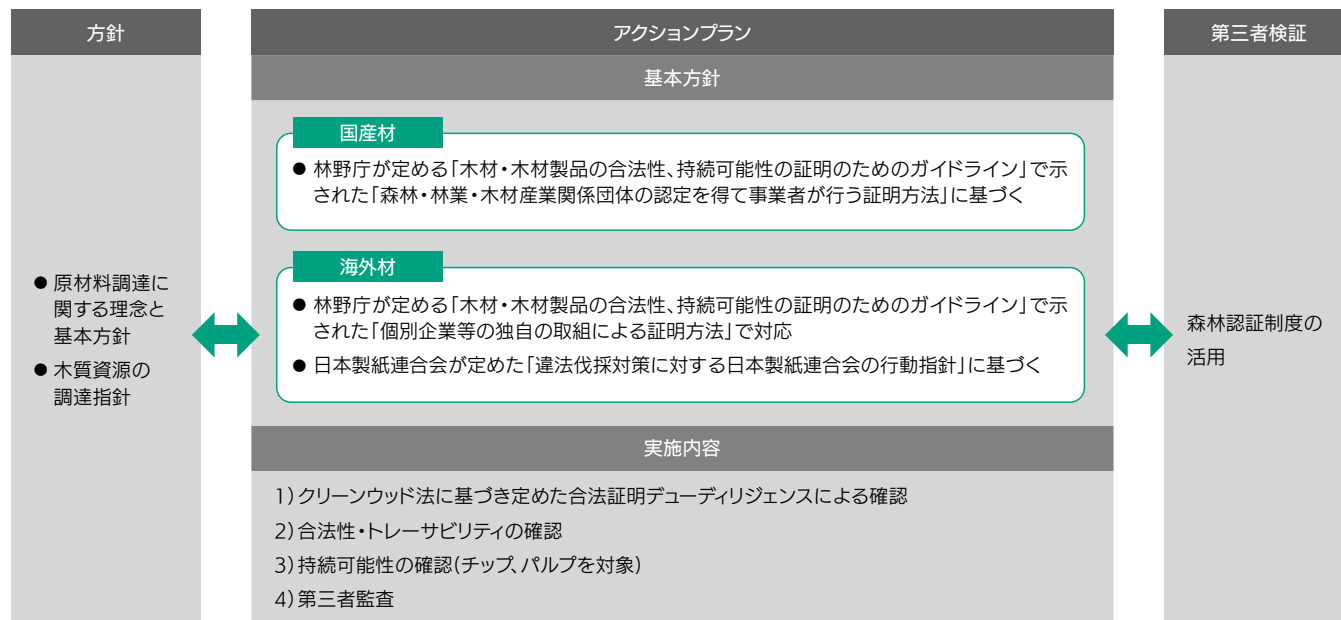 方針
● 原材料調達に
関する理念と
基本方針
● 木質資源の
調達指針
アクションプラン
基本方針
国産材
● 林野庁が定める「木材・木材製品の合法性、持続可能性の証明のためのガイドライン」で示
された「森林・林業・木材産業関係団体の認定を得て事業者が行う証明方法」に基づく
海外材
● 林野庁が定める「木材・木材製品の合法性、持続可能性の証明のためのガイドライン」で示
された「個別企業等の独自の取組による証明方法」で対応
● 日本製紙連合会が定めた「違法伐採対策に対する日本製紙連合会の行動指針」に基づく
実施内容
1)クリーンウッド法に基づき定めた合法証明デューディリジェンスによる確認
2)合法性・トレーサビリティの確認
3)持続可能性の確認(チップ、パルプを対象)
4)第三者監査
第三者検証
森林認証制度の
活用